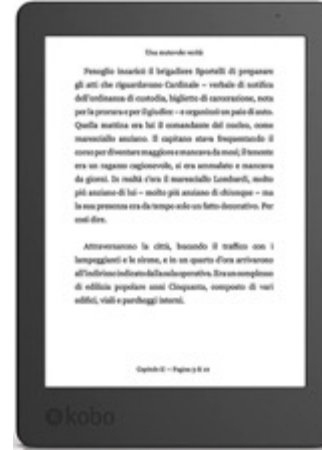 Una mutevole verità
Fenoglio incaricò il brigadiere Sportelli di preparare
gli atti che riguardavano Cardinale – verbale di notifica
dell'ordinanza di custodia, biglietto di carcerazione, nota
per la procura e per il giudice – e organizzò un paio di auto.
Quella mattina era lui il comandante del nucleo, come
maresciallo anziano. Il capitano stava frequentando il
corso per diventare maggiore e mancava da mesi; il tenente
era un ragazzo ragionevole, si era ammalato e mancava
da giorni. In realtà c'era il maresciallo Lombardi, molto
più anziano di lui – molto più anziano di chiunque – ma
la sua presenza era da tempo solo un fatto decorativo. Per
così dire.
Attraversarono la città, bucando il traffico con i
lampeggianti e le sirene, e in un quarto d'ora arrivarono
all'indirizzo indicato dalla sala operativa. Era un complesso
di edilizia popolare anni Cinquanta, composto di vari
edifici, viali e parcheggi interni.
Capitolo II – Pagina 3 di 10
kobo